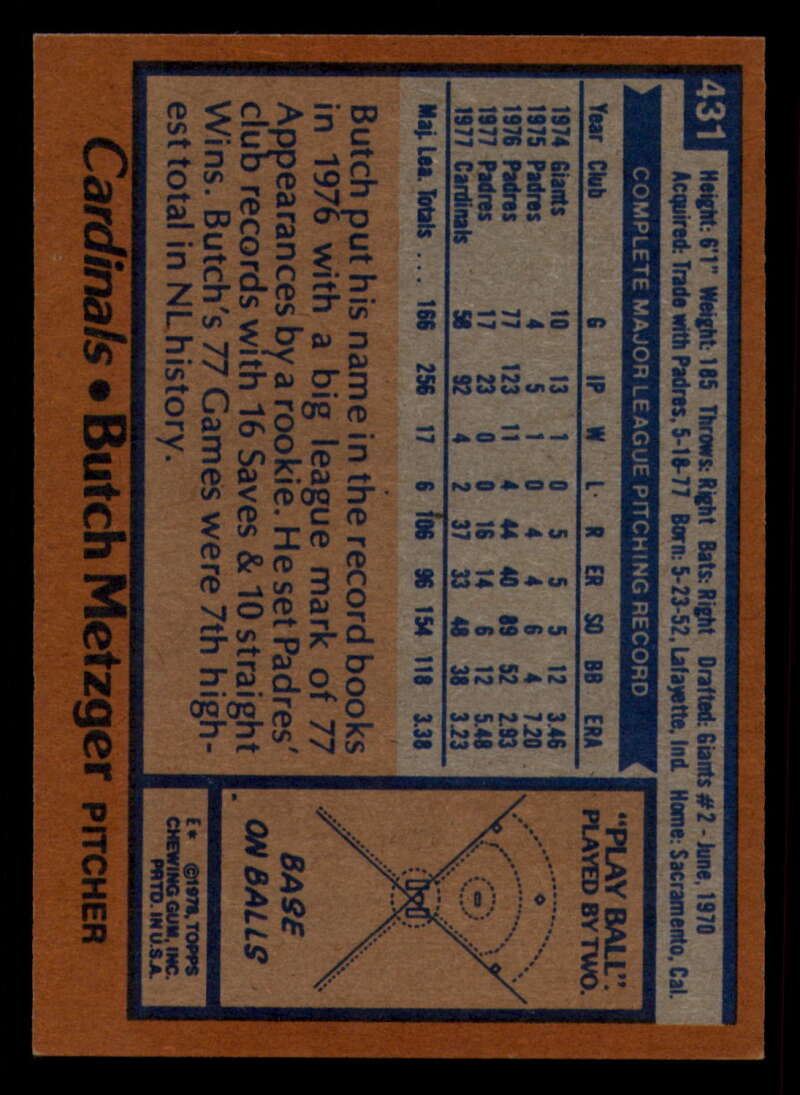 431
Height: 6'1" Weight: 185 Throws: Right Bats: Right Drafted: Giants #2 - June, 1970
Acquired: Trade with Padres, 5-18-77 Born: 5-23-52, Lafayette, Ind. Home: Sacramento, Cal.
COMPLETE MAJOR LEAGUE PITCHING RECORD
Year Club G IP W L R ER SO BB ERA
1974 Giants 10 13 1 0 5 5 5 12 3.46
1975 Padres 4 5 1 0 4 4 6 4 7.20
1976 Padres 77 123 11 4 44 40 89 52 2.93
1977 Padres 17 23 0 0 16 14 6 12 5.48
1977 Cardinals 58 92 4 2 37 33 48 38 3.23
Maj. Lea. Totals ... 166 256 17 6 106 96 154 118 3.38
Butch put his name in the record books
in 1976 with a big league mark of 77
Appearances by a rookie. He set Padres'
club records with 16 Saves & 10 straight
Wins. Butch's 77 Games were 7th high-
est total in NL history.
"PLAY BALL"
PLAYED BY TWO.
BASE
ON BALLS
E* ©1978, TOPPS
CHEWING GUM, INC.
PRTD. IN U.S.A.
Cardinals • Butch Metzger PITCHER